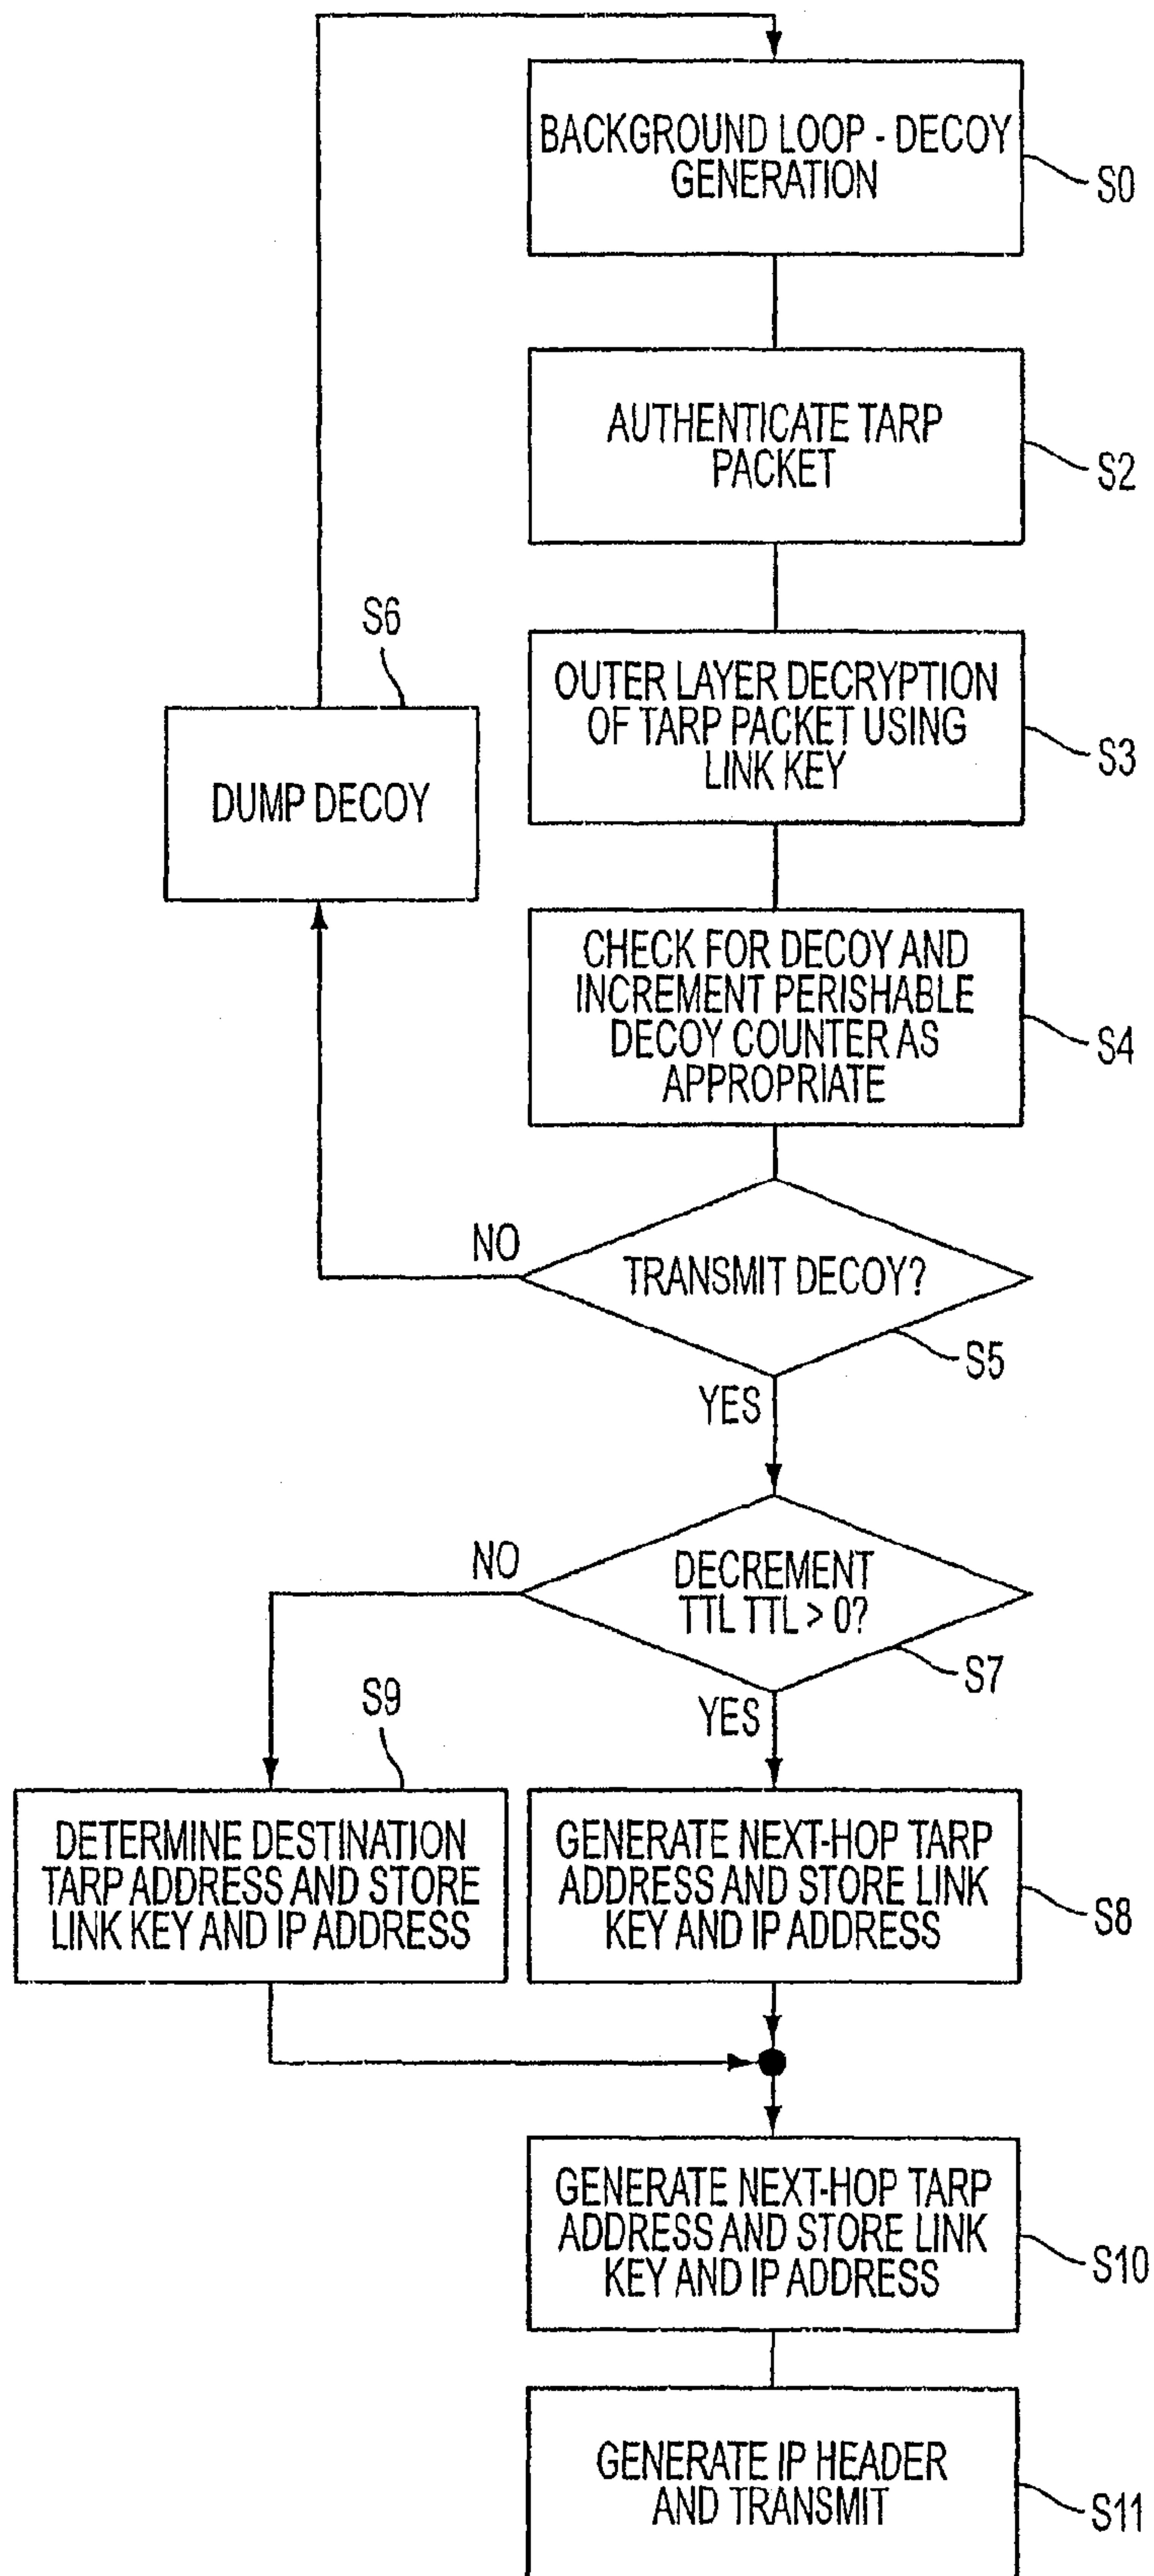 BACKGROUND LOOP - DECOY
GENERATION
S0
AUTHENTICATE TARP
PACKET
S2
S6
OUTER LAYER DECRYPTION
OF TARP PACKET USING
LINK KEY
S3
DUMP DECOY
CHECK FOR DECOY AND
INCREMENT PERISHABLE
DECOY COUNTER AS
APPROPRIATE
S4
NO
TRANSMIT DECOY?
S5
YES
NO
DECREMENT
TTL TTL > 0?
S7
YES
S9
DETERMINE DESTINATION
TARP ADDRESS AND STORE
LINK KEY AND IP ADDRESS
GENERATE NEXT-HOP TARP
ADDRESS AND STORE LINK
KEY AND IP ADDRESS
S8
GENERATE NEXT-HOP TARP
ADDRESS AND STORE LINK
KEY AND IP ADDRESS
S10
GENERATE IP HEADER
AND TRANSMIT
S11